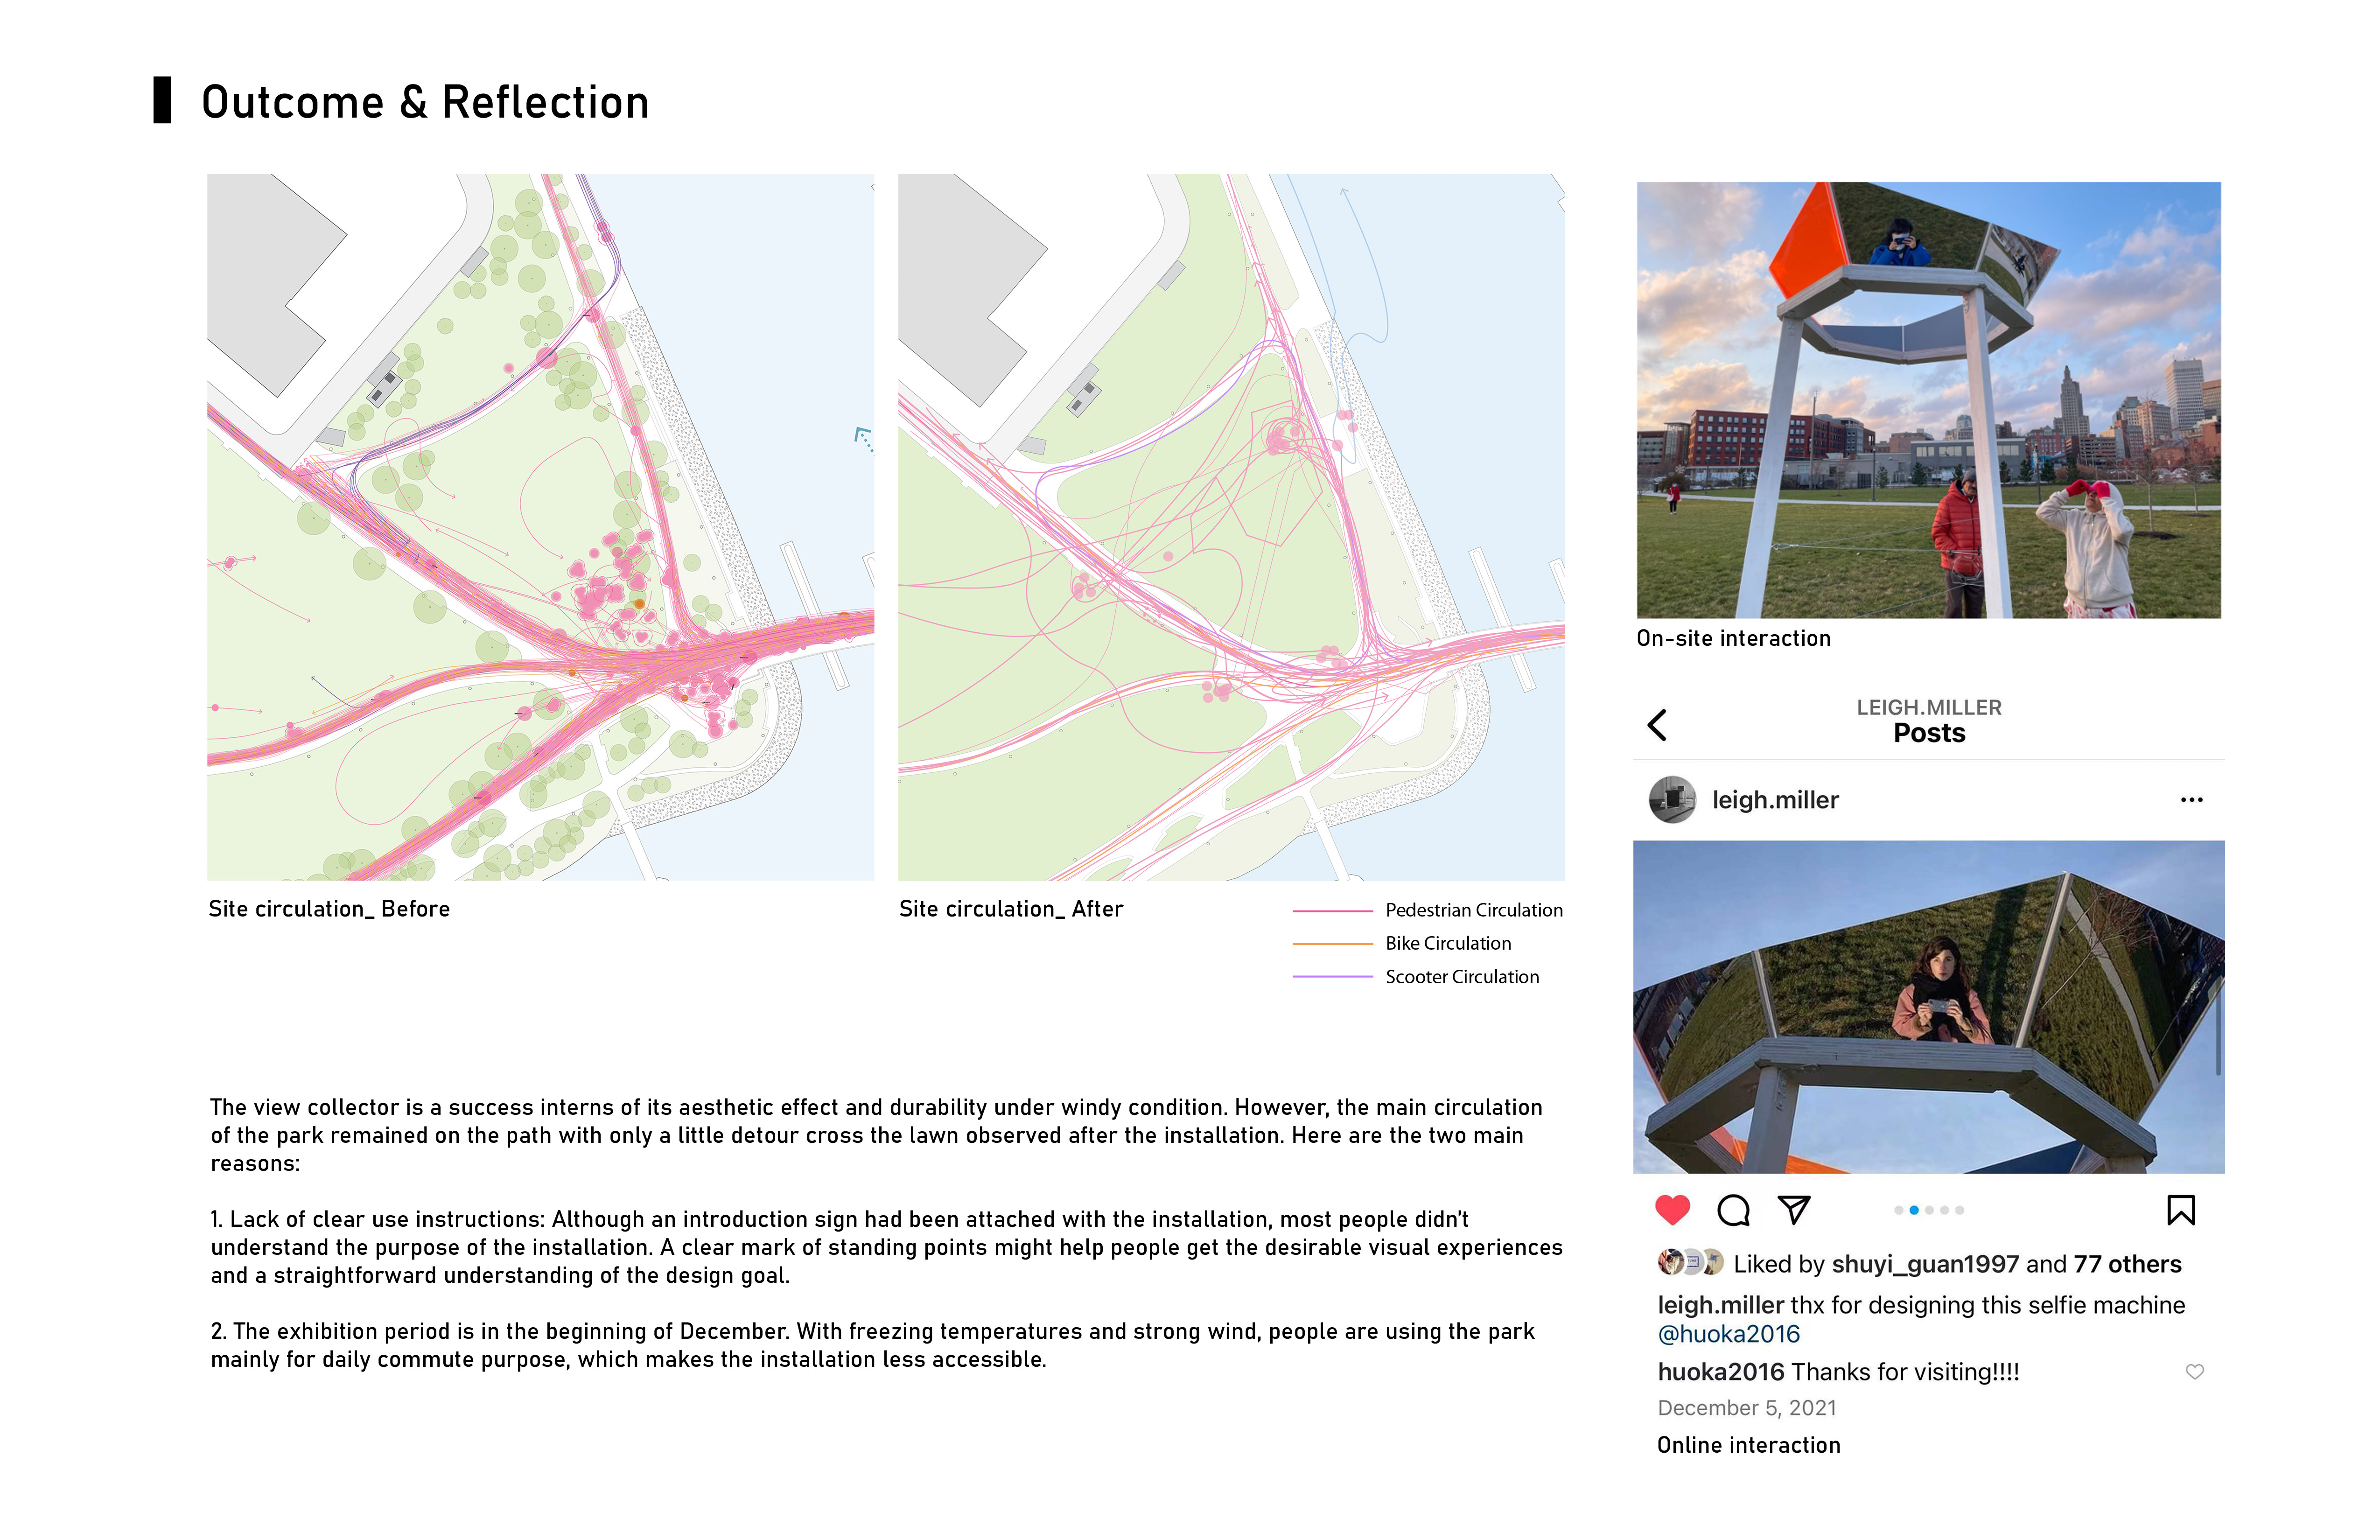 Outcome & Reflection
Site circulation_ Before
Site circulation_ After
Pedestrian Circulation
Bike Circulation
Scooter Circulation
The view collector is a success interns of its aesthetic effect and durability under windy condition. However, the main circulation
of the park remained on the path with only a little detour cross the lawn observed after the installation. Here are the two main
reasons:
1. Lack of clear use instructions: Although an introduction sign had been attached with the installation, most people didn't
understand the purpose of the installation. A clear mark of standing points might help people get the desirable visual experiences
and a straightforward understanding of the design goal.
2. The exhibition period is in the beginning of December. With freezing temperatures and strong wind, people are using the park
mainly for daily commute purpose, which makes the installation less accessible.
On-site interaction
LEIGH.MILLER
Posts
leigh.miller
Liked by shuyi_guan1997 and 77 others
leigh.miller thx for designing this selfie machine
@huoka2016
huoka2016 Thanks for visiting!!!!
December 5, 2021
Online interaction